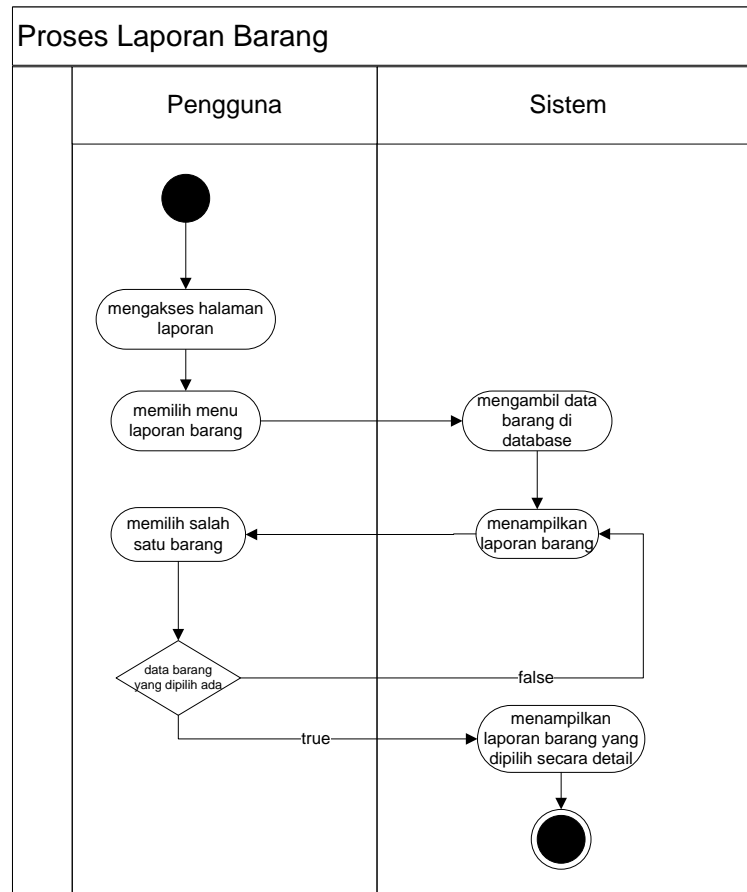 Proses Laporan Barang
Pengguna
Sistem
mengakses halaman
laporan
memilih menu
laporan barang
mengambil data
barang di
database
memilih salah
satu barang
menampilkan
laporan barang
data barang
yang dipilih ada
false
true
menampilkan
laporan barang yang
dipilih secara detail